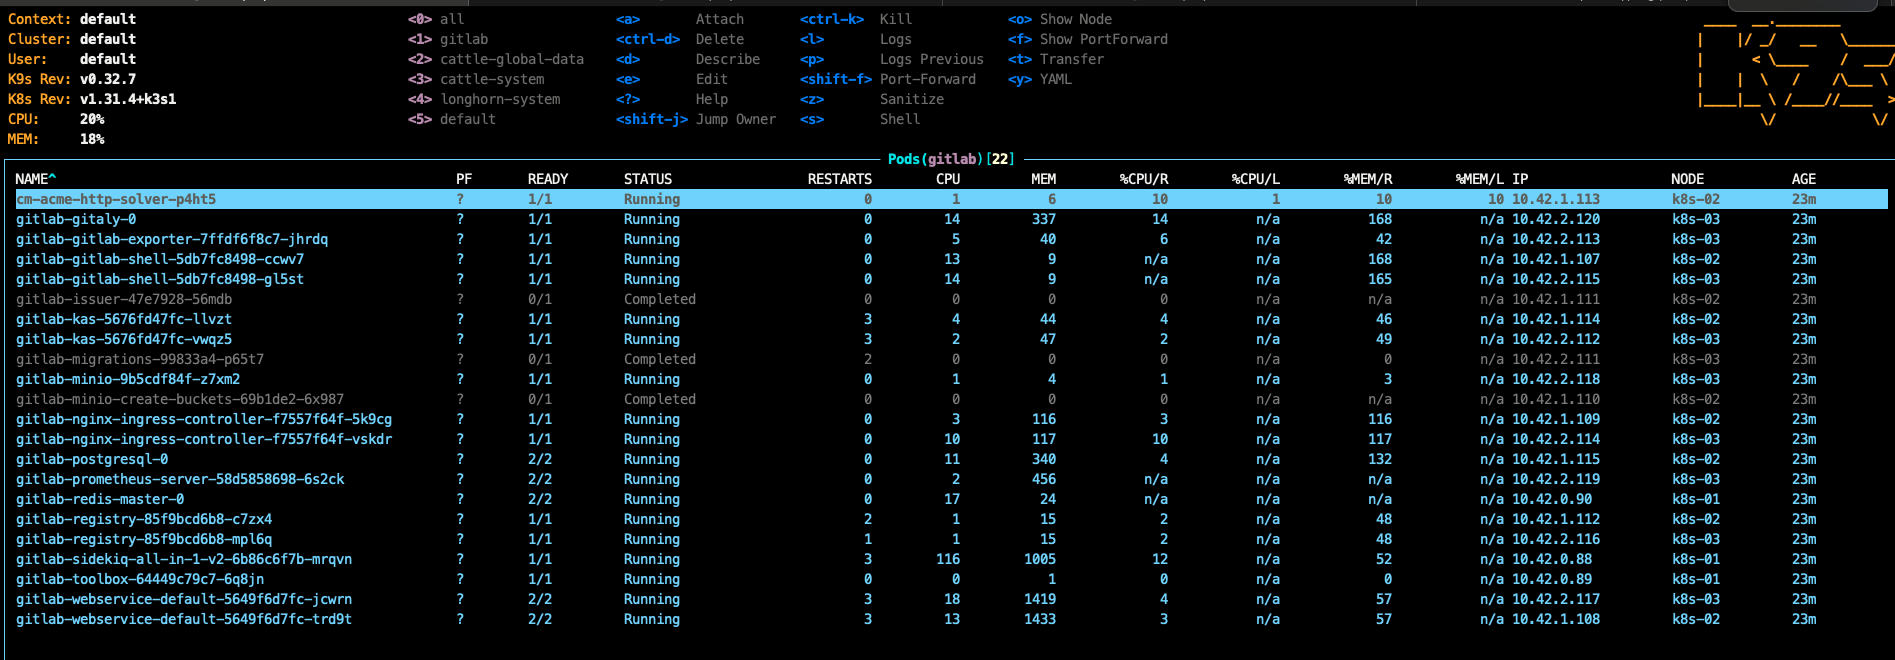 Context: default <0> all <a> Attach <ctrl-k> Kill <o> Show Node
Cluster: default <1> gitlab <ctrl-d> Delete <l> Logs <f> Show PortForward
User: default <2> cattle-global-data <d> Describe <p> Logs Previous <t> Transfer
K9s Rev: v0.32.7 <3> cattle-system <e> Edit <shift-f> Port-Forward <y> YAML
K8s Rev: v1.31.4+k3s1 <4> longhorn-system <?> Help <z> Sanitize
CPU: 20% <5> default <shift-j> Jump Owner <s> Shell
MEM: 18%
Pods(gitlab)[22]
NAME^ PF READY STATUS RESTARTS CPU MEM %CPU/R %CPU/L %MEM/R %MEM/L IP NODE AGE
cm-acme-http-solver-p4ht5 ? 1/1 Running 0 1 6 10 1 10 10 10.42.1.113 k8s-02 23m
gitlab-gitaly-0 ? 1/1 Running 0 14 337 14 n/a 168 n/a 10.42.2.120 k8s-03 23m
gitlab-gitlab-exporter-7ffdf6f8c7-jhrdq ? 1/1 Running 0 5 40 6 n/a 42 n/a 10.42.2.113 k8s-03 23m
gitlab-gitlab-shell-5db7fc8498-ccwv7 ? 1/1 Running 0 13 9 n/a n/a 168 n/a 10.42.1.107 k8s-02 23m
gitlab-gitlab-shell-5db7fc8498-gl5st ? 1/1 Running 0 14 9 n/a n/a 165 n/a 10.42.2.115 k8s-03 23m
gitlab-issuer-47e7928-56mdb ? 0/1 Completed 0 0 0 0 n/a n/a n/a 10.42.1.111 k8s-02 23m
gitlab-kas-5676fd47fc-llvzt ? 1/1 Running 3 4 44 4 n/a 46 n/a 10.42.1.114 k8s-02 23m
gitlab-kas-5676fd47fc-vwqz5 ? 1/1 Running 3 2 47 2 n/a 49 n/a 10.42.2.112 k8s-03 23m
gitlab-migrations-99833a4-p65t7 ? 0/1 Completed 2 0 0 0 n/a 0 n/a 10.42.2.111 k8s-03 23m
gitlab-minio-9b5cdf84f-z7xm2 ? 1/1 Running 0 1 4 1 n/a 3 n/a 10.42.2.118 k8s-03 23m
gitlab-minio-create-buckets-69b1de2-6x987 ? 0/1 Completed 0 0 0 0 n/a n/a n/a 10.42.1.110 k8s-02 23m
gitlab-nginx-ingress-controller-f7557f64f-5k9cg ? 1/1 Running 0 3 116 3 n/a 116 n/a 10.42.1.109 k8s-02 23m
gitlab-nginx-ingress-controller-f7557f64f-vskdr ? 1/1 Running 0 10 117 10 n/a 117 n/a 10.42.2.114 k8s-03 23m
gitlab-postgresql-0 ? 2/2 Running 0 11 340 4 n/a 132 n/a 10.42.1.115 k8s-02 23m
gitlab-prometheus-server-58d5858698-6s2ck ? 2/2 Running 0 2 456 n/a n/a n/a n/a 10.42.2.119 k8s-03 23m
gitlab-redis-master-0 ? 2/2 Running 0 17 24 n/a n/a n/a n/a 10.42.0.90 k8s-01 23m
gitlab-registry-85f9bcd6b8-c7zx4 ? 1/1 Running 2 1 15 2 n/a 48 n/a 10.42.1.112 k8s-02 23m
gitlab-registry-85f9bcd6b8-mpl6q ? 1/1 Running 1 1 15 2 n/a 48 n/a 10.42.2.116 k8s-03 23m
gitlab-sidekiq-all-in-1-v2-6b86c6f7b-mrqvn ? 1/1 Running 3 116 1005 12 n/a 52 n/a 10.42.0.88 k8s-01 23m
gitlab-toolbox-64449c79c7-6q8jn ? 1/1 Running 0 0 1 0 n/a 0 n/a 10.42.0.89 k8s-01 23m
gitlab-webservice-default-5649f6d7fc-jcwrn ? 2/2 Running 3 18 1419 4 n/a 57 n/a 10.42.2.117 k8s-03 23m
gitlab-webservice-default-5649f6d7fc-trd9t ? 2/2 Running 3 13 1433 3 n/a 57 n/a 10.42.1.108 k8s-02 23m